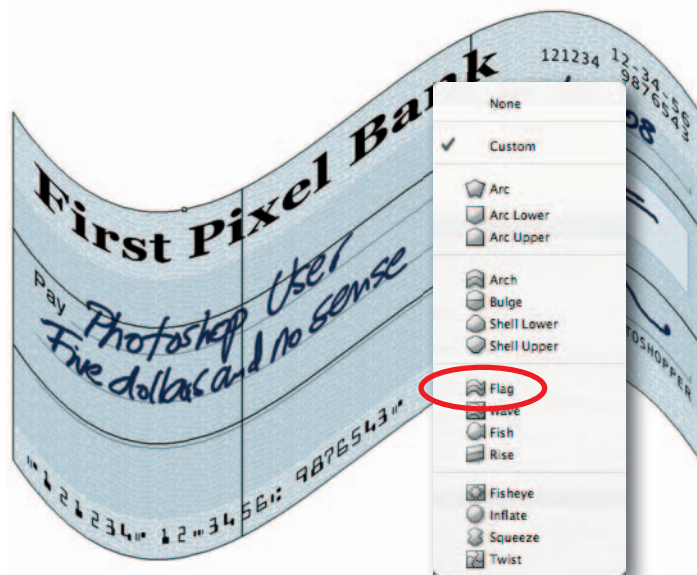 First Pixel Bank
121234 12-34-56
9876543
08
Pay Photoshop User
Five dollars and no sense
OTOSHOPPER
⑈121234⑈ 12⑉3456⑆ 9876543⑈
None
Custom
Arc
Arc Lower
Arc Upper
Arch
Bulge
Shell Lower
Shell Upper
Flag
Wave
Fish
Rise
Fisheye
Inflate
Squeeze
Twist